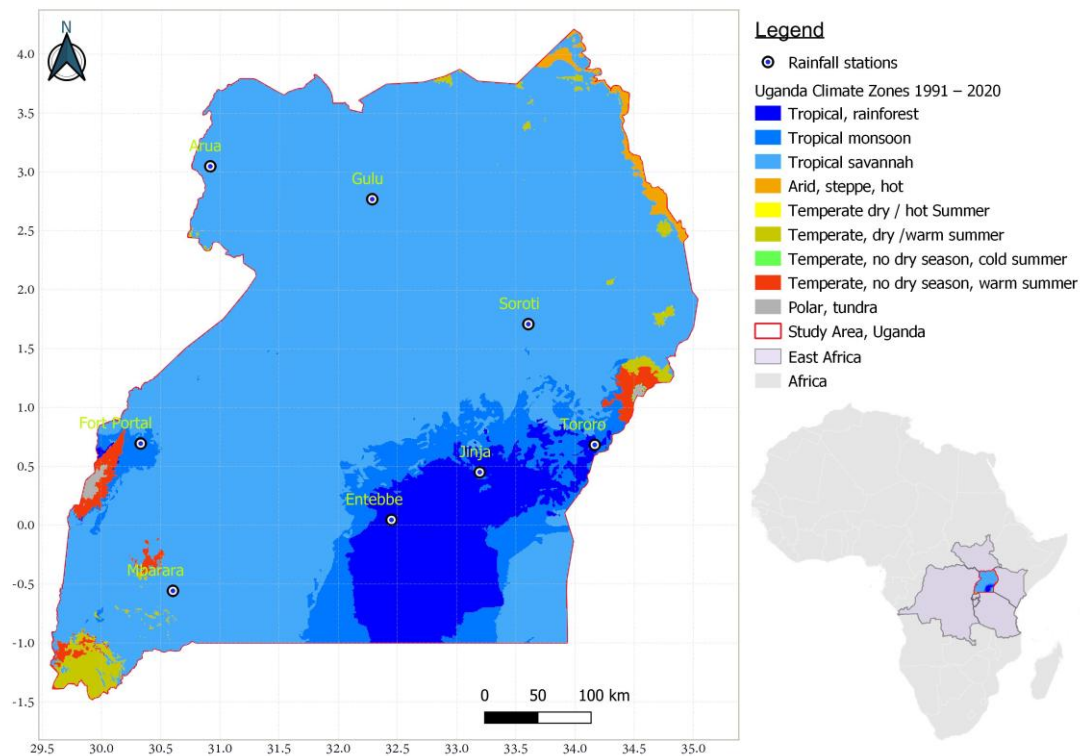 N
4.0
3.5
3.0
2.5
2.0
1.5
1.0
0.5
0.0
-0.5
-1.0
-1.5
29.5 30.0 30.5 31.0 31.5 32.0 32.5 33.0 33.5 34.0 34.5 35.0
Arua
Gulu
Soroti
Fort Portal
Tororo
Jinja
Entebbe
Mbarara
0 50 100 km
Legend
Rainfall stations
Uganda Climate Zones 1991 – 2020
Tropical, rainforest
Tropical monsoon
Tropical savannah
Arid, steppe, hot
Temperate dry / hot Summer
Temperate, dry /warm summer
Temperate, no dry season, cold summer
Temperate, no dry season, warm summer
Polar, tundra
Study Area, Uganda
East Africa
Africa